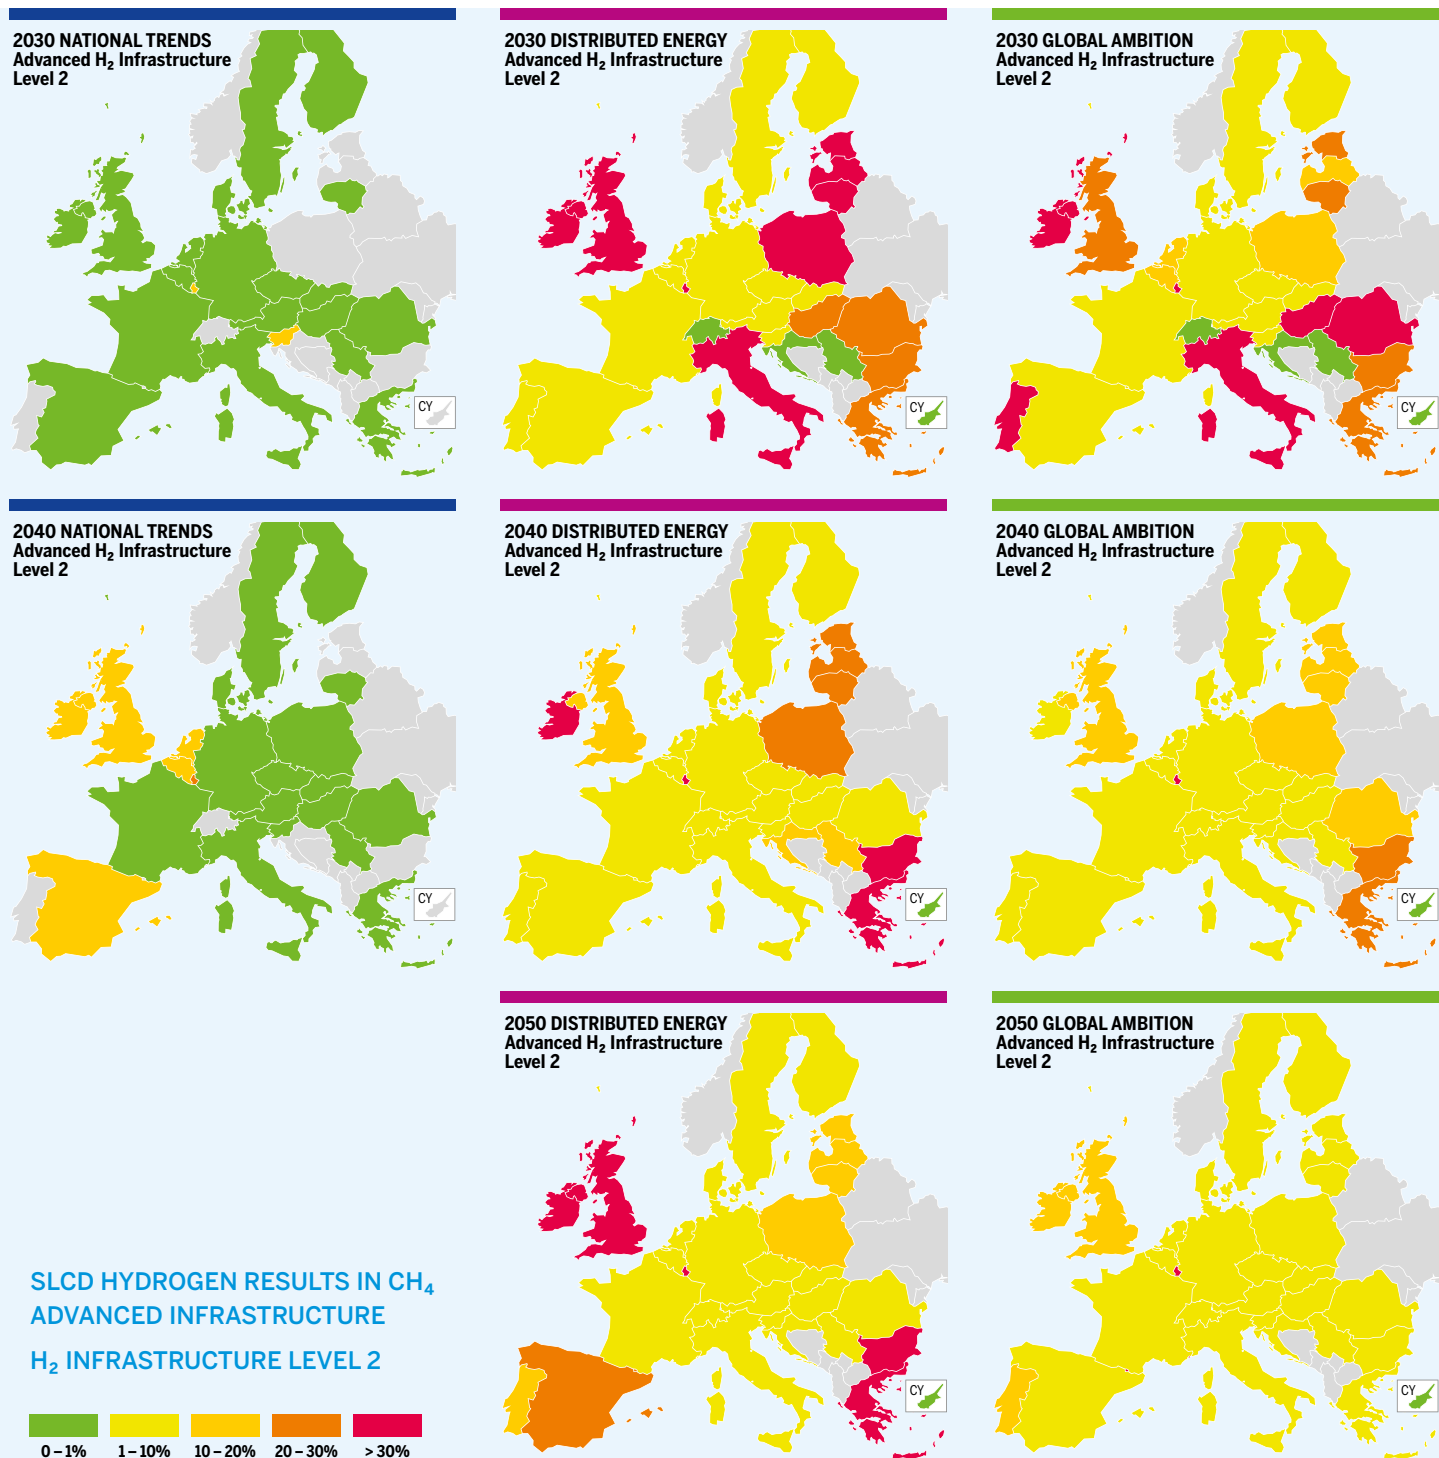 2030 NATIONAL TRENDS
Advanced H₂ Infrastructure
Level 2
CY
2030 DISTRIBUTED ENERGY
Advanced H₂ Infrastructure
Level 2
CY
2030 GLOBAL AMBITION
Advanced H₂ Infrastructure
Level 2
CY
2040 NATIONAL TRENDS
Advanced H₂ Infrastructure
Level 2
CY
2040 DISTRIBUTED ENERGY
Advanced H₂ Infrastructure
Level 2
CY
2040 GLOBAL AMBITION
Advanced H₂ Infrastructure
Level 2
CY
2050 DISTRIBUTED ENERGY
Advanced H₂ Infrastructure
Level 2
CY
2050 GLOBAL AMBITION
Advanced H₂ Infrastructure
Level 2
CY
SLCD HYDROGEN RESULTS IN CH₄
ADVANCED INFRASTRUCTURE
H₂ INFRASTRUCTURE LEVEL 2
0 – 1% 1 – 10% 10 – 20% 20 – 30% > 30%